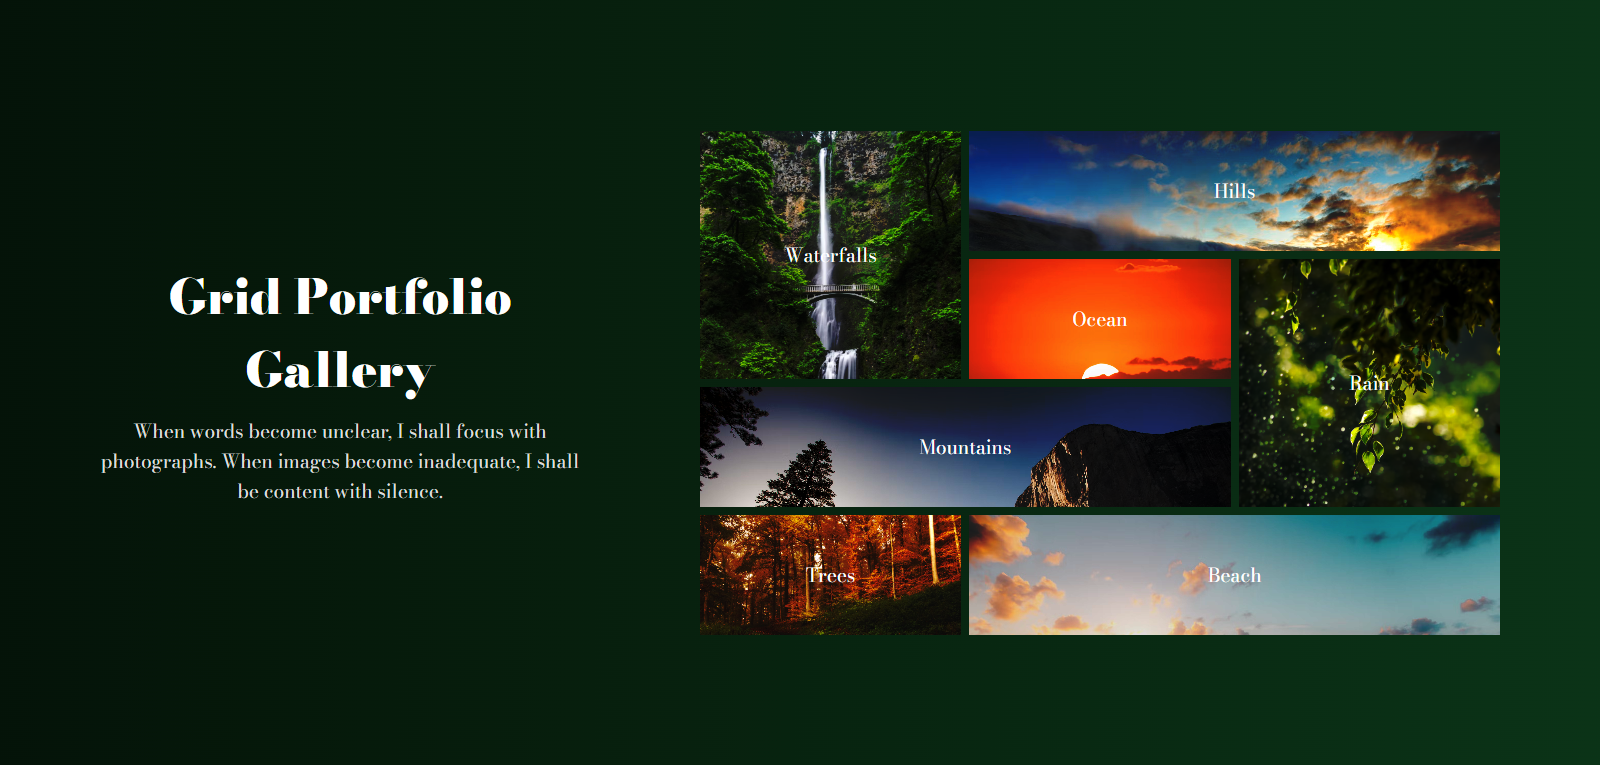 Grid Portfolio
Gallery
When words become unclear, I shall focus with
photographs. When images become inadequate, I shall
be content with silence.
Waterfalls
Hills
Ocean
Rain
Mountains
Trees
Beach